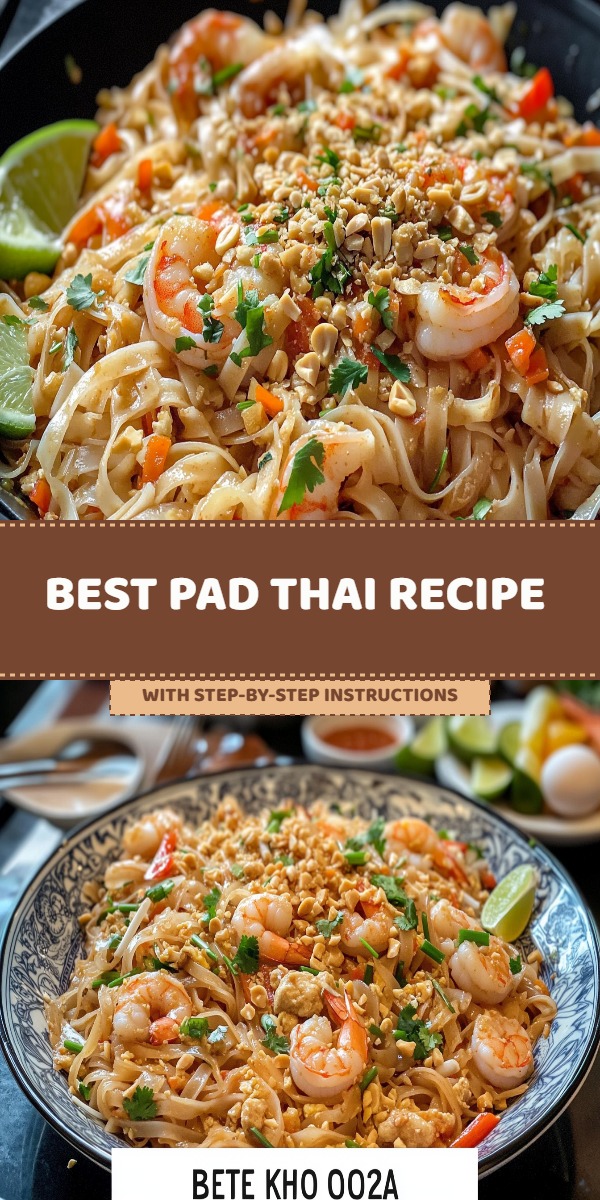 BEST PAD THAI RECIPE
WITH STEP-BY-STEP INSTRUCTIONS
BETE KHO 002A